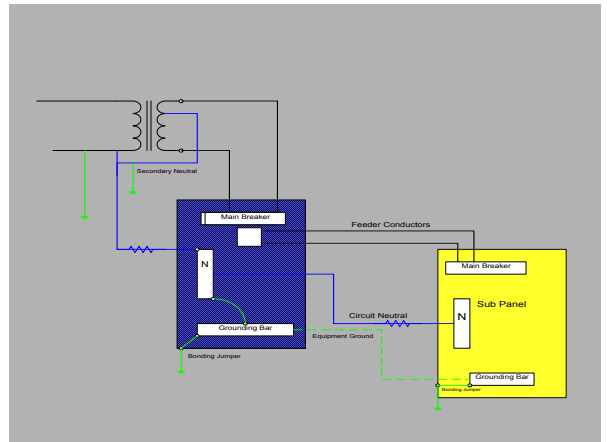 Secondary Neutral
Main Breaker
Feeder Conductors
N
Main Breaker
Sub Panel
N
Circuit Neutral
Grounding Bar
Equipment Ground
Bonding Jumper
Grounding Bar
Bonding Jumper